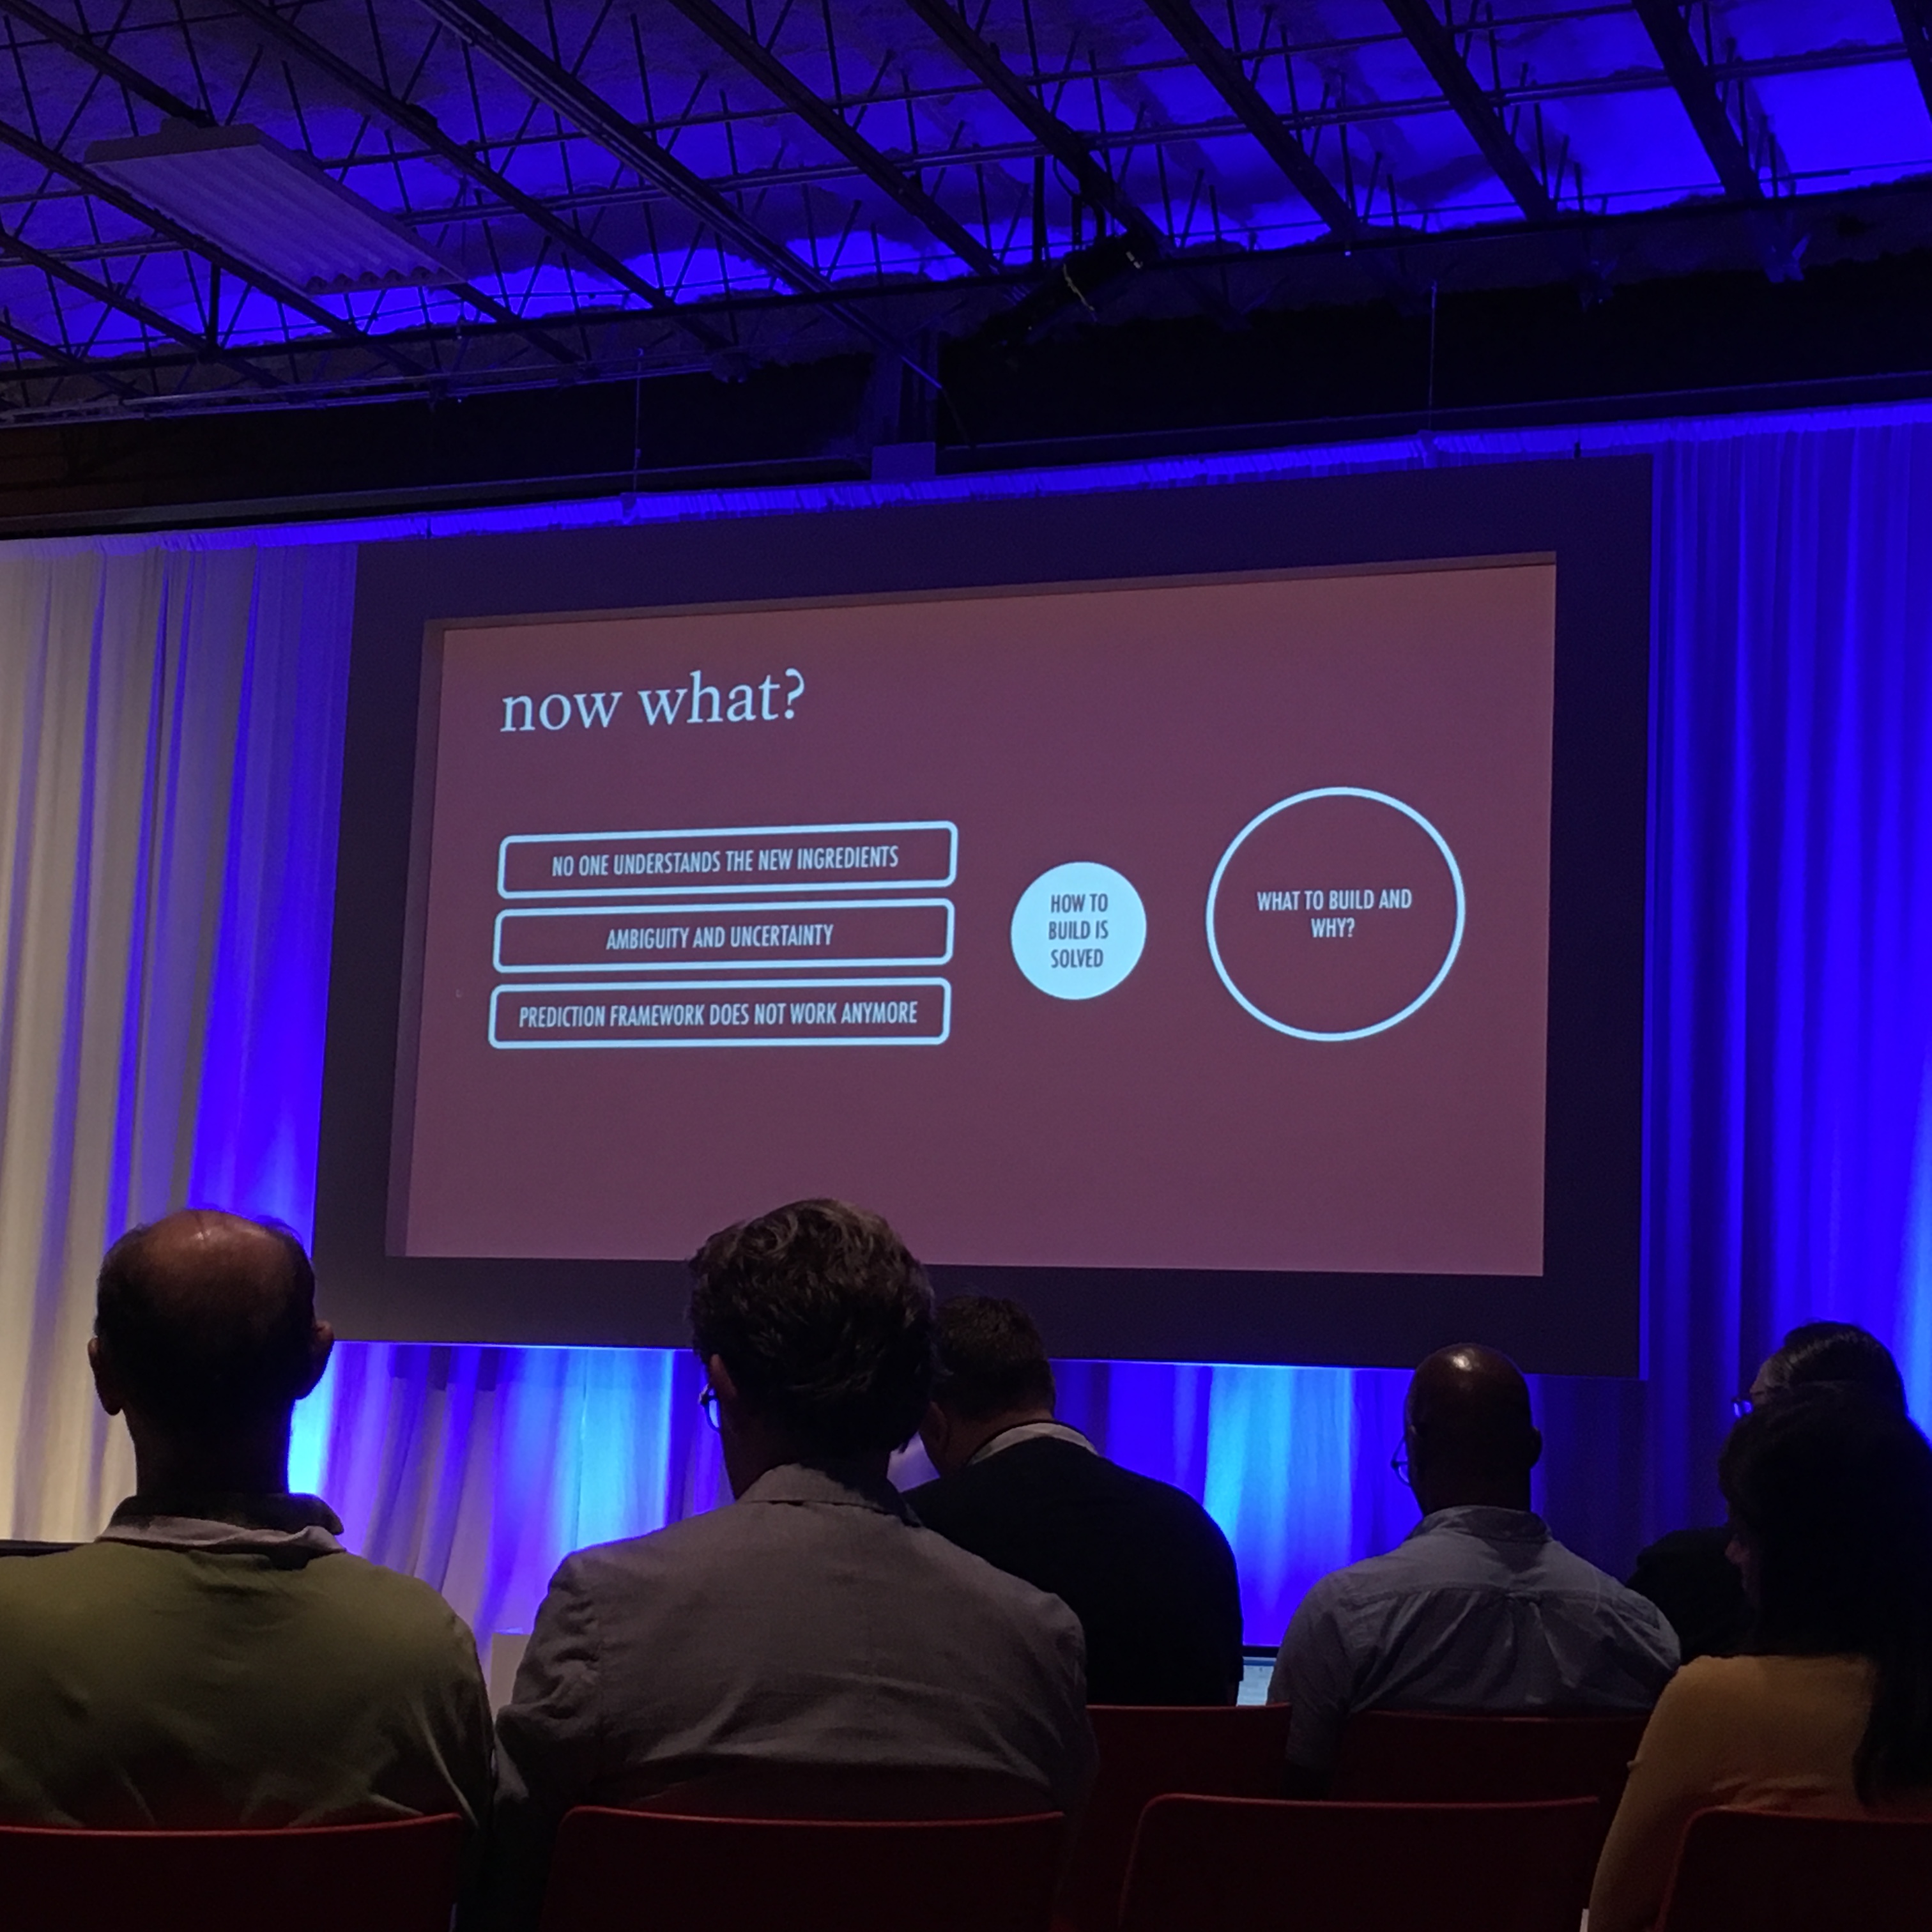 now what?
NO ONE UNDERSTANDS THE NEW INGREDIENTS
AMBIGUITY AND UNCERTAINTY
PREDICTION FRAMEWORK DOES NOT WORK ANYMORE
HOW TO
BUILD IS
SOLVED
WHAT TO BUILD AND
WHY?